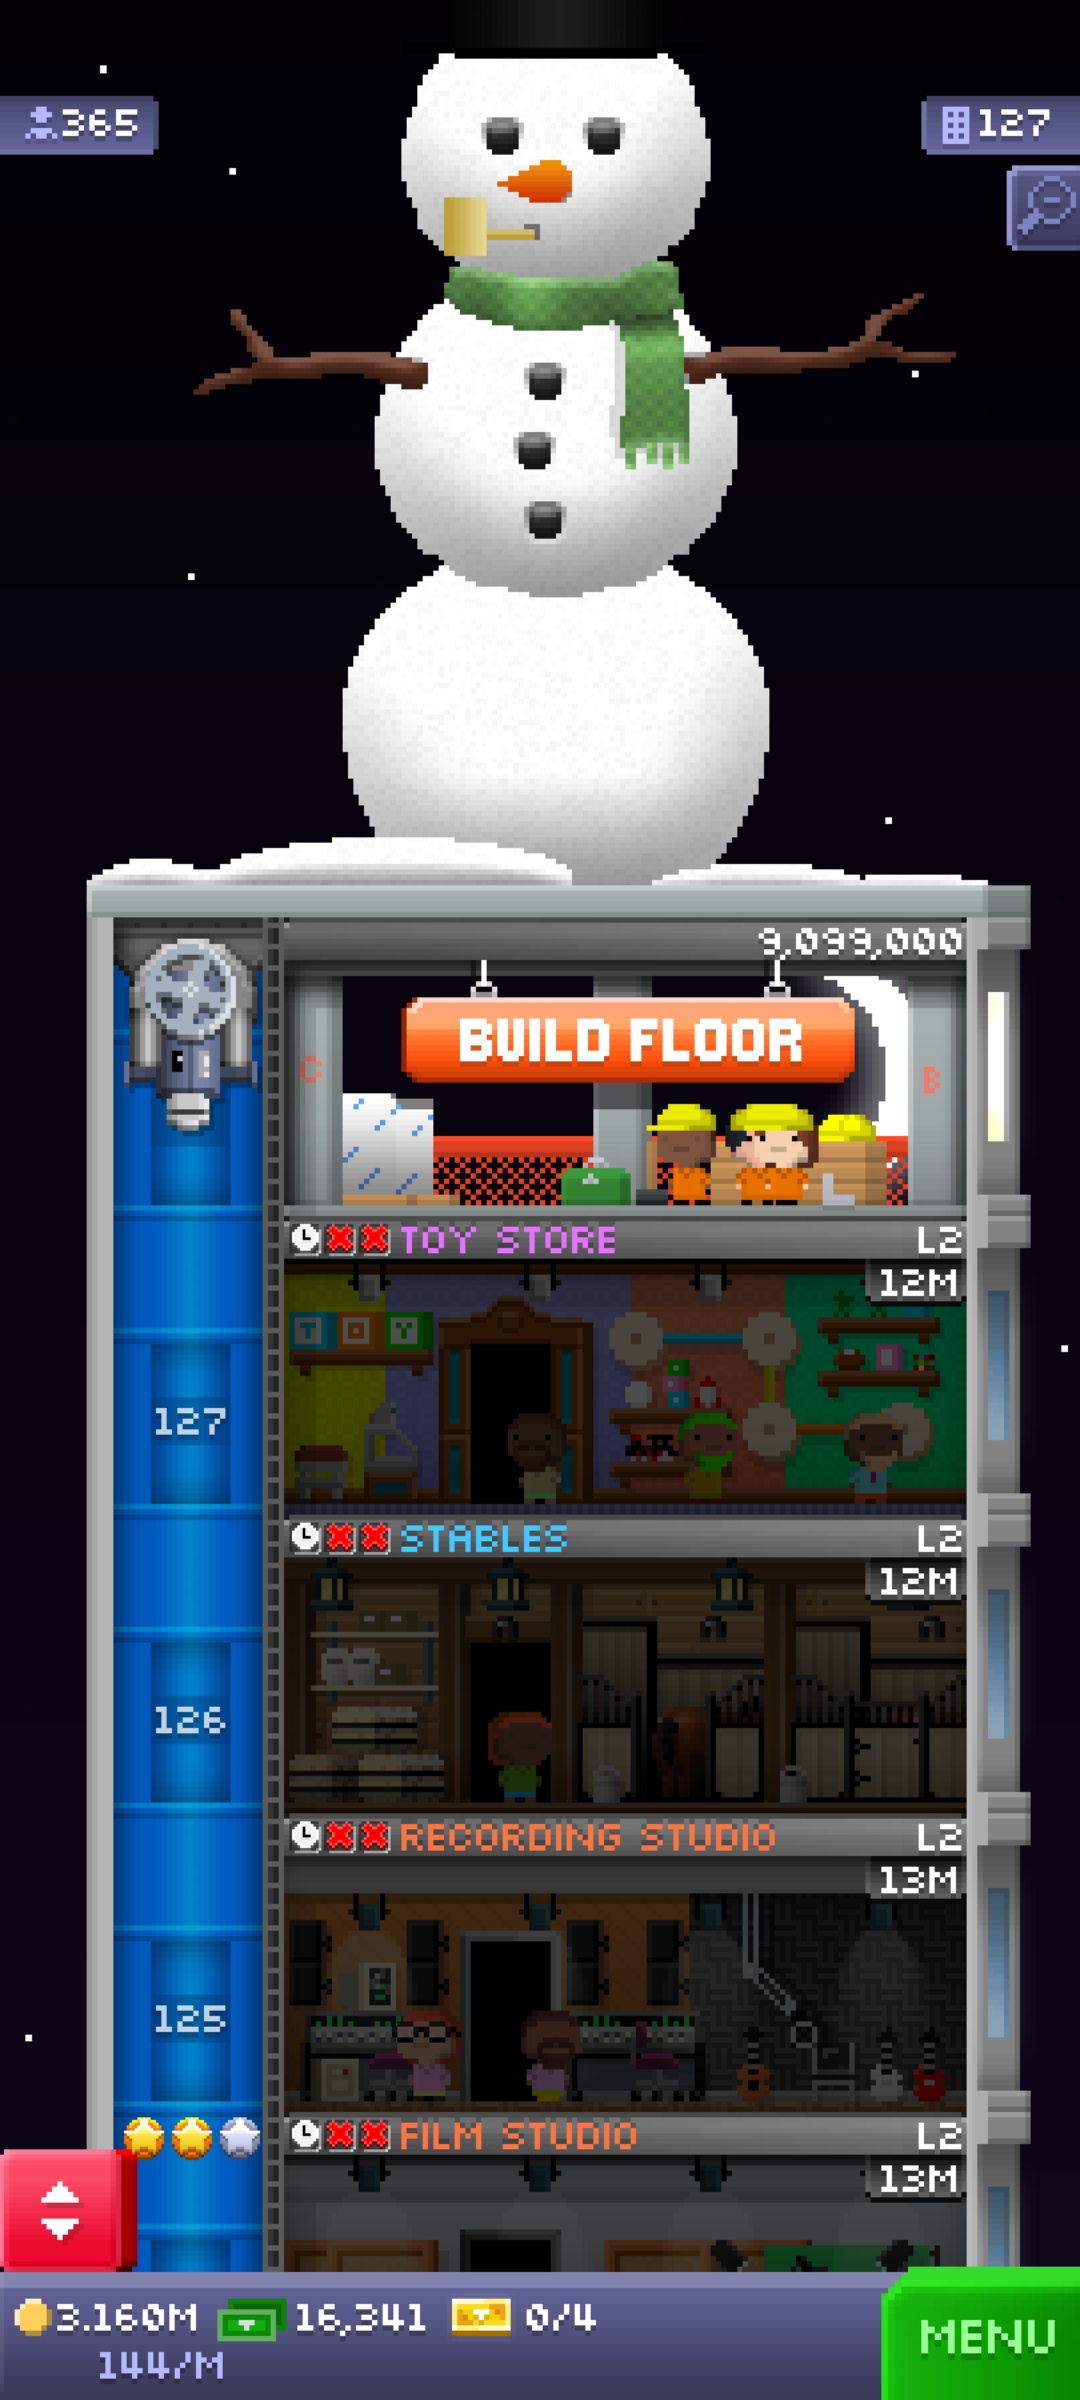 365
127
9,099,000
BUILD FLOOR
C
B
TOY STORE L2
12M
T O Y
127
STABLES L2
12M
126
RECORDING STUDIO L2
13M
125
FILM STUDIO L2
13M
3.160M 16,341 0/4
144/M
MENU